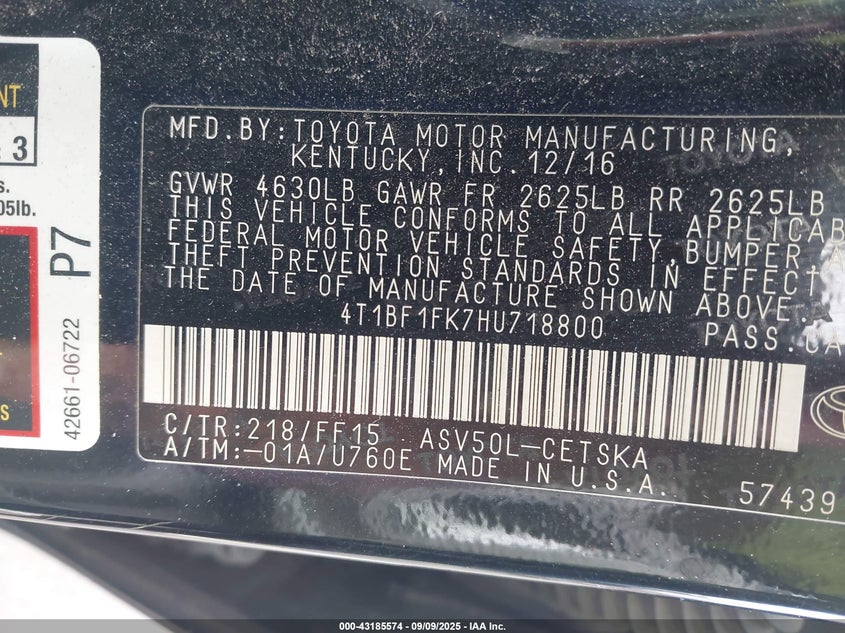 NT
3
s.
05lb.
P7
42661-06722
S
MFD.BY:TOYOTA MOTOR MANUFACTURING,
KENTUCKY,INC.12/16
GVWR 4630LB GAWR FR 2625LB RR 2625LB
THIS VEHICLE CONFORMS TO ALL APPLICAB
FEDERAL MOTOR VEHICLE SAFETY,BUMPER A
THEFT PREVENTION STANDARDS IN EFFECT
THE DATE OF MANUFACTURE SHOWN ABOVE.
4T1BF1FK7HU718800 PASS.CA
C/TR:218/FF15 ASV50L-CETSKA
A/TM:-01A/U760E MADE IN U.S.A.
57439
000-43185574 - 09/09/2025 - IAA Inc.